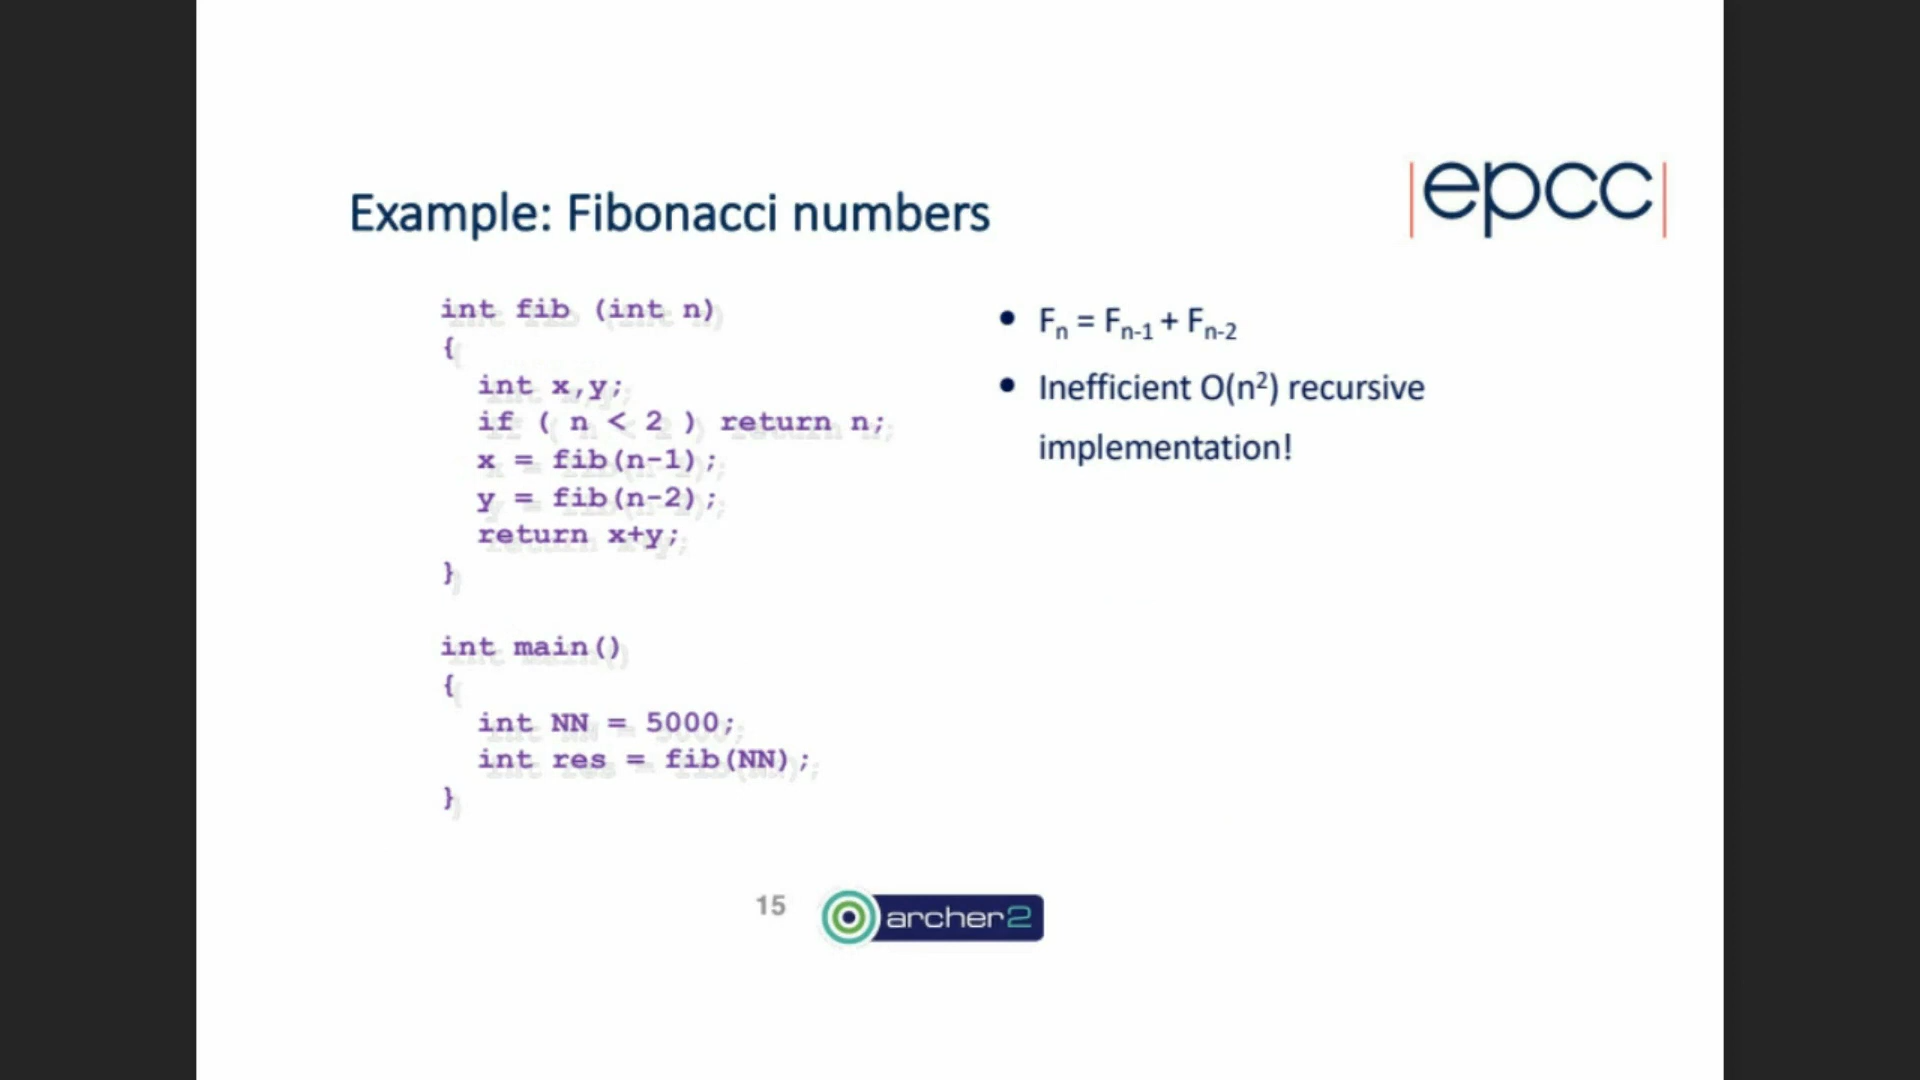 Example: Fibonacci numbers
|epcc|
int fib (int n)
{
int x,y;
if ( n < 2 ) return n;
x = fib(n-1);
y = fib(n-2);
return x+y;
}
int main()
{
int NN = 5000;
int res = fib(NN);
}
• Fₙ = Fₙ₋₁ + Fₙ₋₂
• Inefficient O(n²) recursive
implementation!
15
archer2